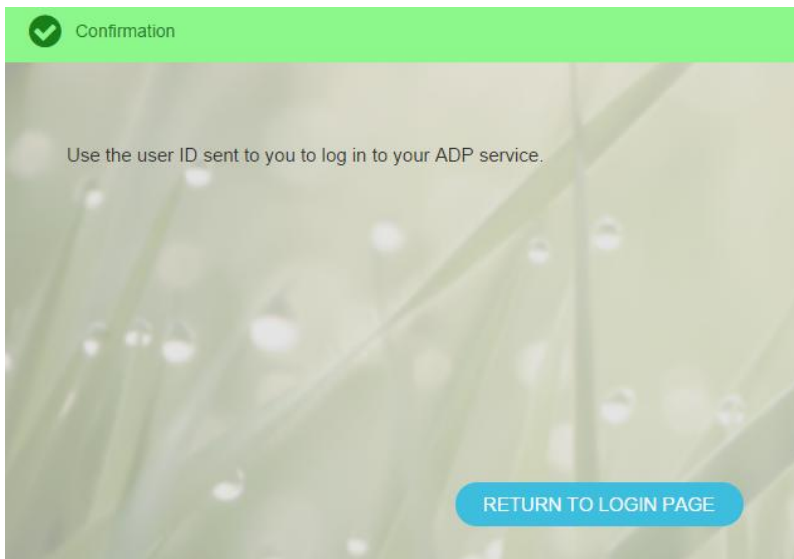 Confirmation
Use the user ID sent to you to log in to your ADP service.
RETURN TO LOGIN PAGE